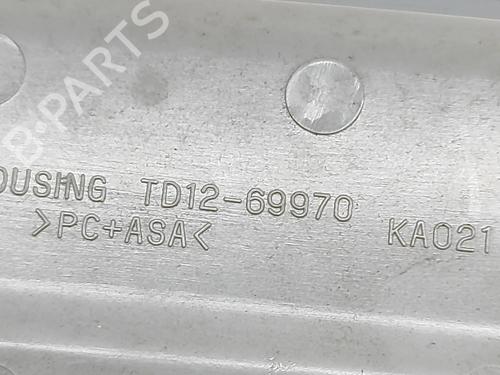 B-PARTS
OUSING TD12-69970
>PC+ASA< KA021